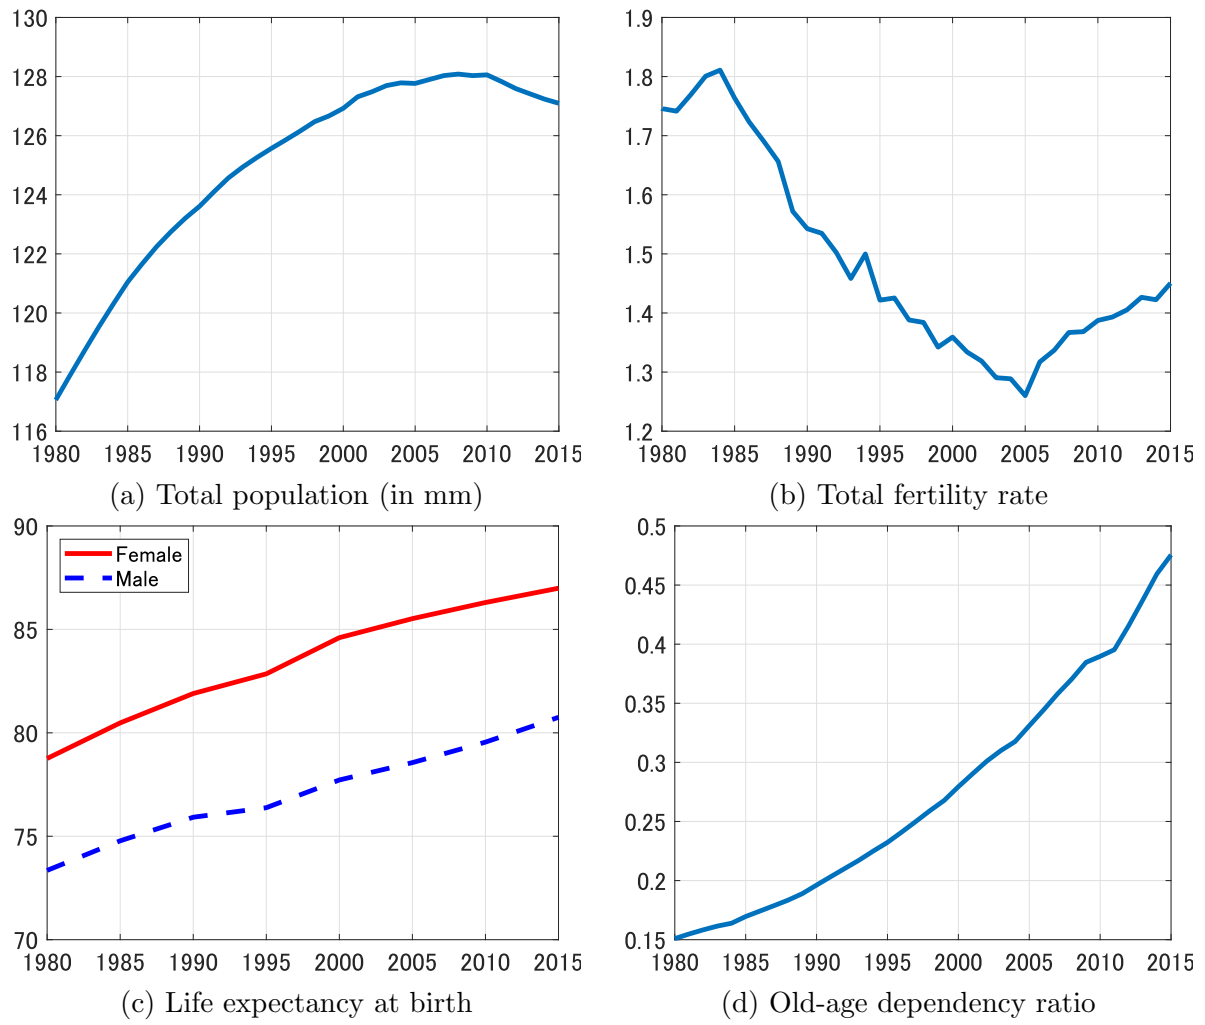 130
128
126
124
122
120
118
116
1980 1985 1990 1995 2000 2005 2010 2015
(a) Total population (in mm)
1.9
1.8
1.7
1.6
1.5
1.4
1.3
1.2
1980 1985 1990 1995 2000 2005 2010 2015
(b) Total fertility rate
90
85
80
75
70
Female
Male
1980 1985 1990 1995 2000 2005 2010 2015
(c) Life expectancy at birth
0.5
0.45
0.4
0.35
0.3
0.25
0.2
0.15
1980 1985 1990 1995 2000 2005 2010 2015
(d) Old-age dependency ratio